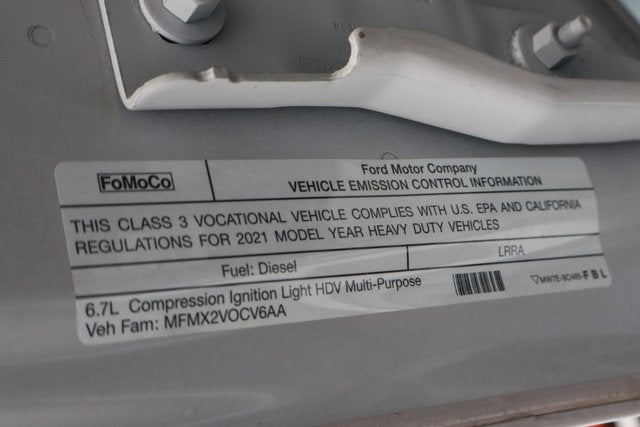 FoMoCo
Ford Motor Company
VEHICLE EMISSION CONTROL INFORMATION
THIS CLASS 3 VOCATIONAL VEHICLE COMPLIES WITH U.S. EPA AND CALIFORNIA
REGULATIONS FOR 2021 MODEL YEAR HEAVY DUTY VEHICLES
Fuel: Diesel
LRRA
6.7L Compression Ignition Light HDV Multi-Purpose
Veh Fam: MFMX2VOCV6AA
FBL